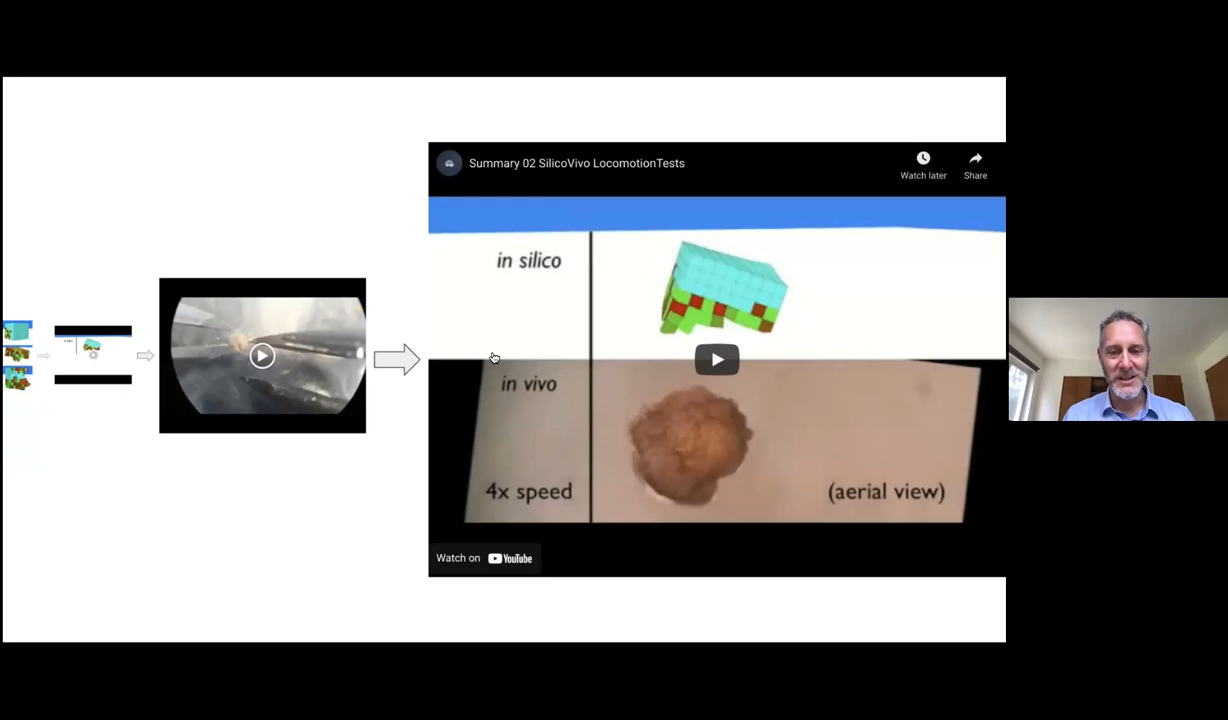 Summary 02 SilicoVivo LocomotionTests
Watch later
Share
in silico
in vivo
4x speed
(aerial view)
Watch on YouTube